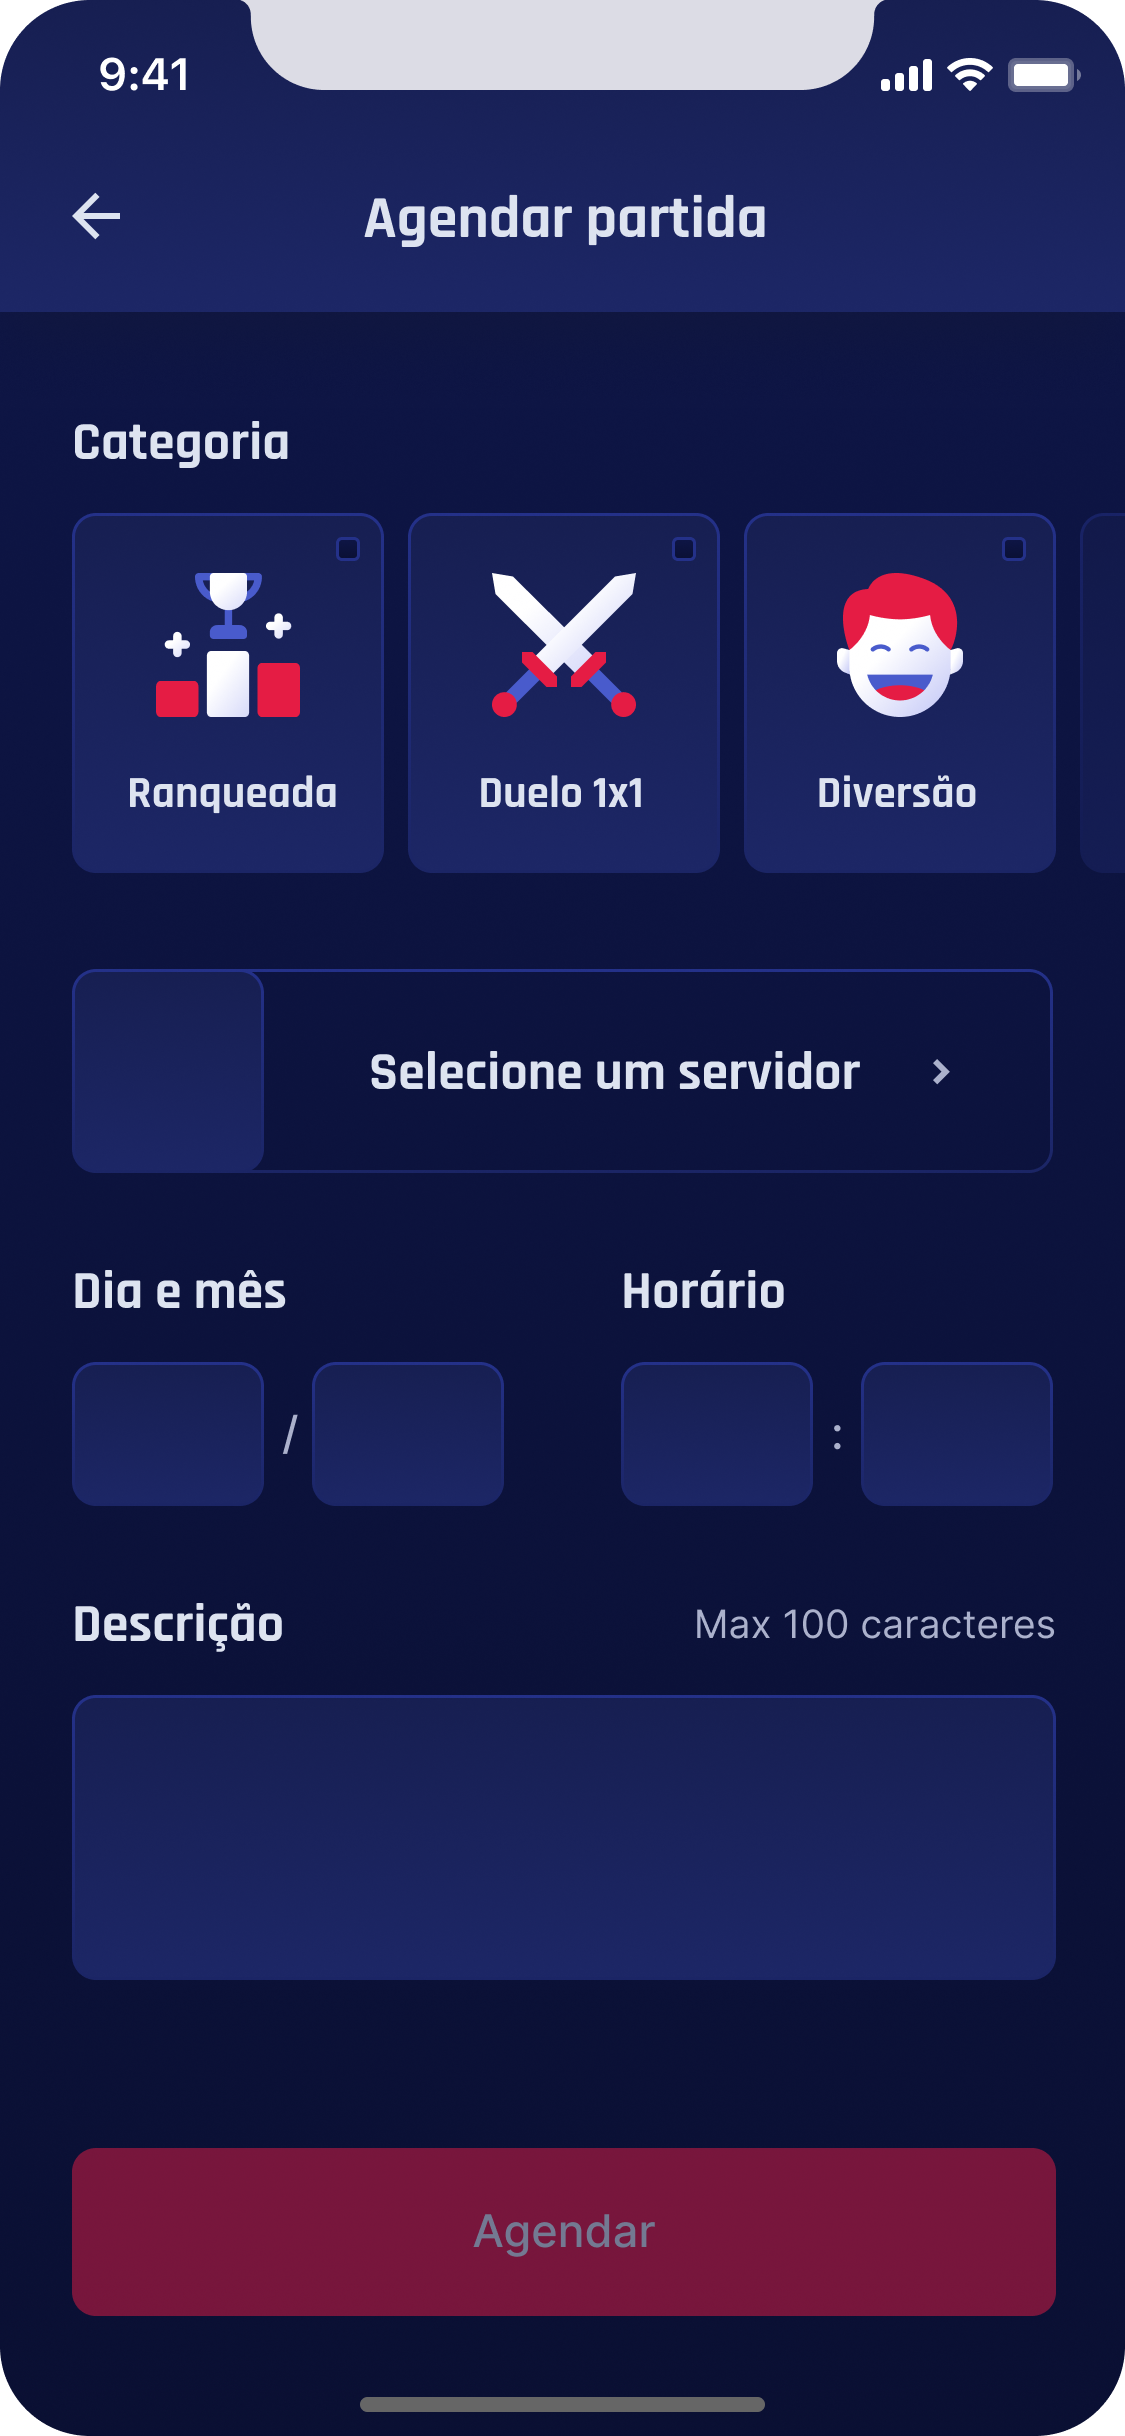 9:41
Agendar partida
Categoria
Ranqueada
Duelo 1x1
Diversão
Selecione um servidor
Dia e mês
Horário
/
:
Descrição
Max 100 caracteres
Agendar